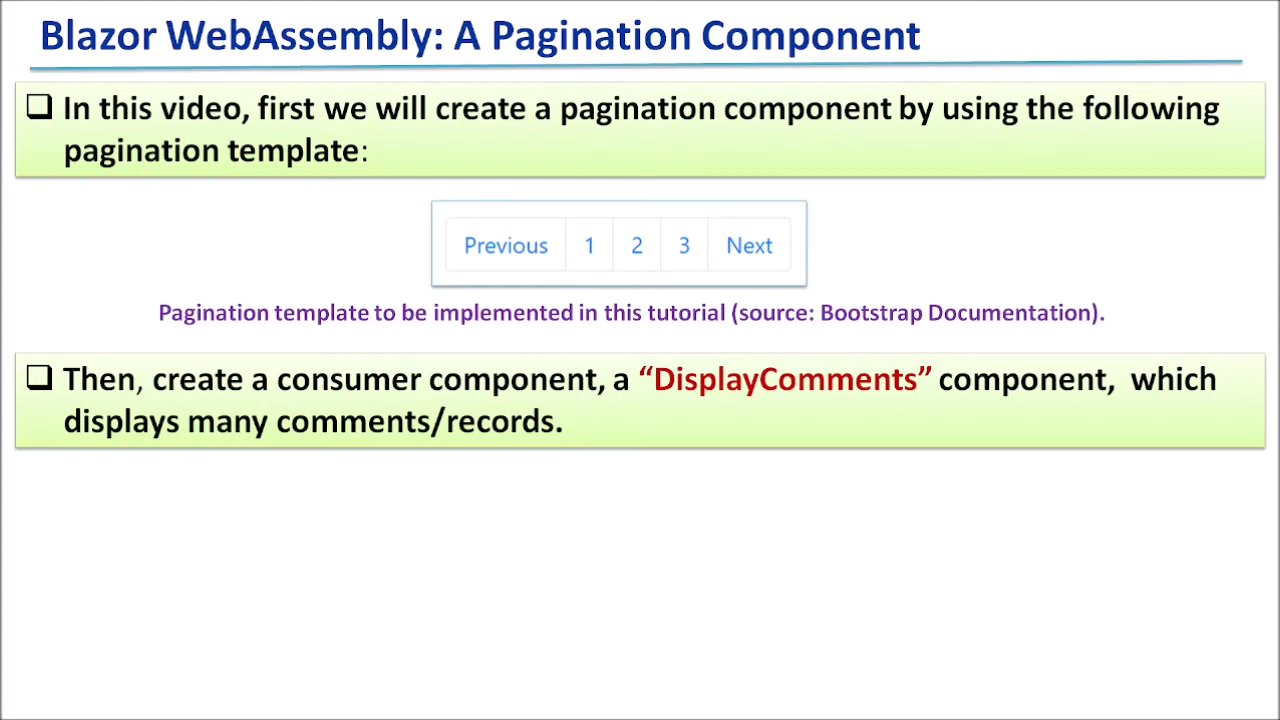 Blazor WebAssembly: A Pagination Component
❑ In this video, first we will create a pagination component by using the following
pagination template:
Previous 1 2 3 Next
Pagination template to be implemented in this tutorial (source: Bootstrap Documentation).
❑ Then, create a consumer component, a “DisplayComments” component, which
displays many comments/records.